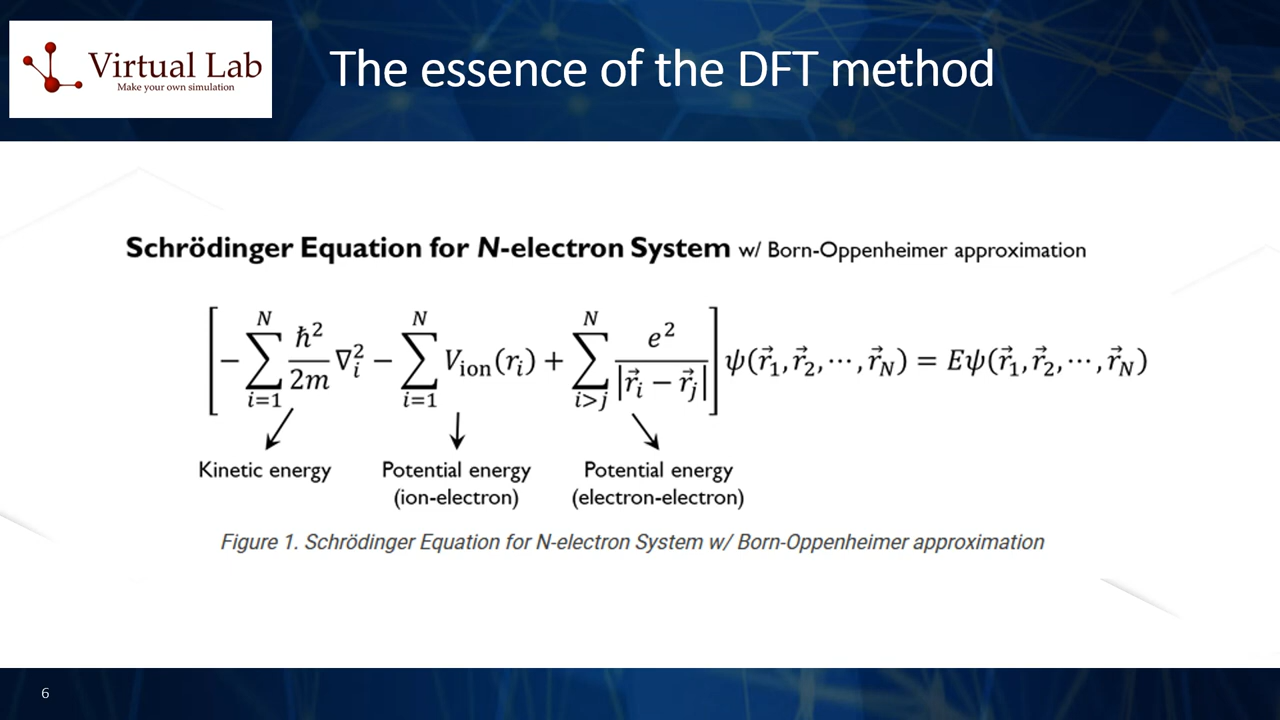 Virtual Lab
Make your own simulation
The essence of the DFT method
Schrödinger Equation for N-electron System w/ Born-Oppenheimer approximation
[−∑_{i=1}^{N} ħ²/2m ∇_i² − ∑_{i=1}^{N} V_ion(r_i) + ∑_{i>j}^{N} e²/|r⃗_i − r⃗_j|] ψ(r⃗_1, r⃗_2, ⋯, r⃗_N) = Eψ(r⃗_1, r⃗_2, ⋯, r⃗_N)
Kinetic energy
Potential energy
(ion-electron)
Potential energy
(electron-electron)
Figure 1. Schrödinger Equation for N-electron System w/ Born-Oppenheimer approximation
6